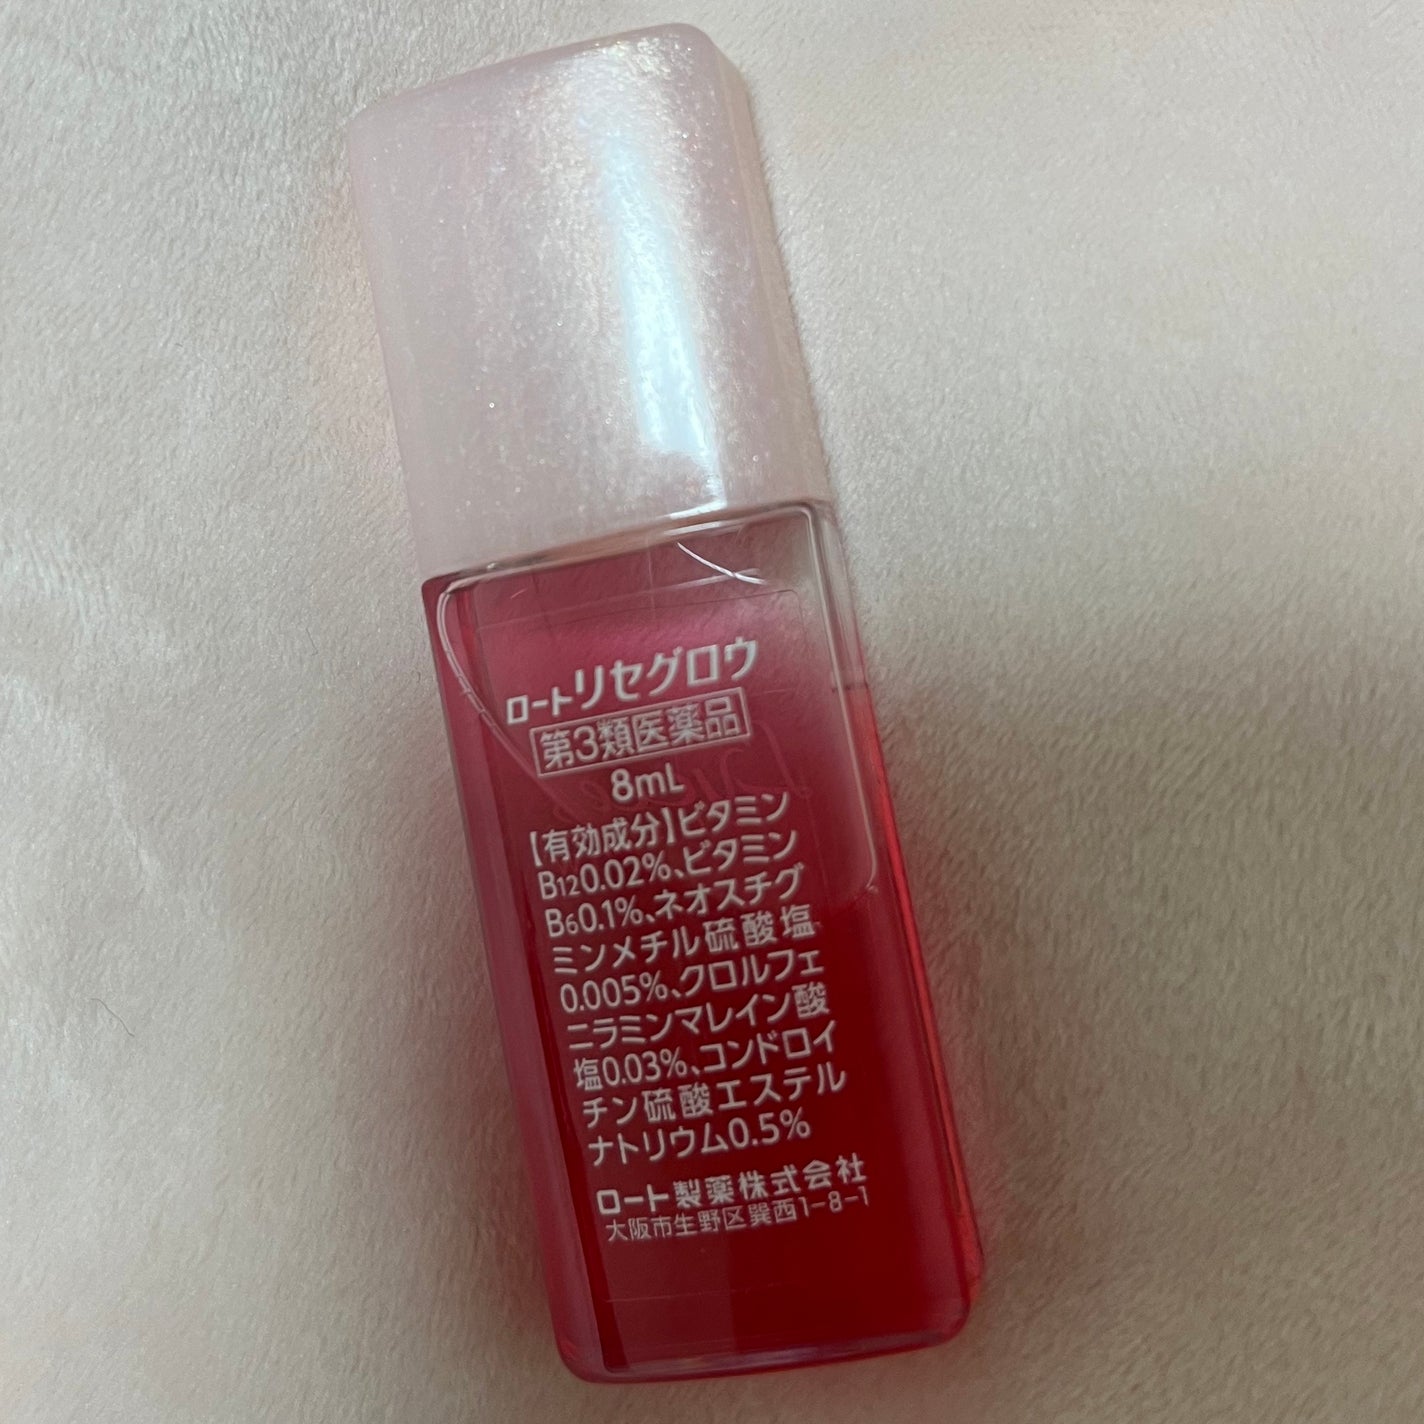 ロートリセグロウ
第3類医薬品
8mL
【有効成分】ビタミン
B12 0.02%、ビタミン
B6 0.1%、ネオスチグ
ミンメチル硫酸塩
0.005%、クロルフェ
ニラミンマレイン酸
塩0.03%、コンドロイ
チン硫酸エステル
ナトリウム0.5%
ロート製薬株式会社
大阪市生野区巽西1-8-1